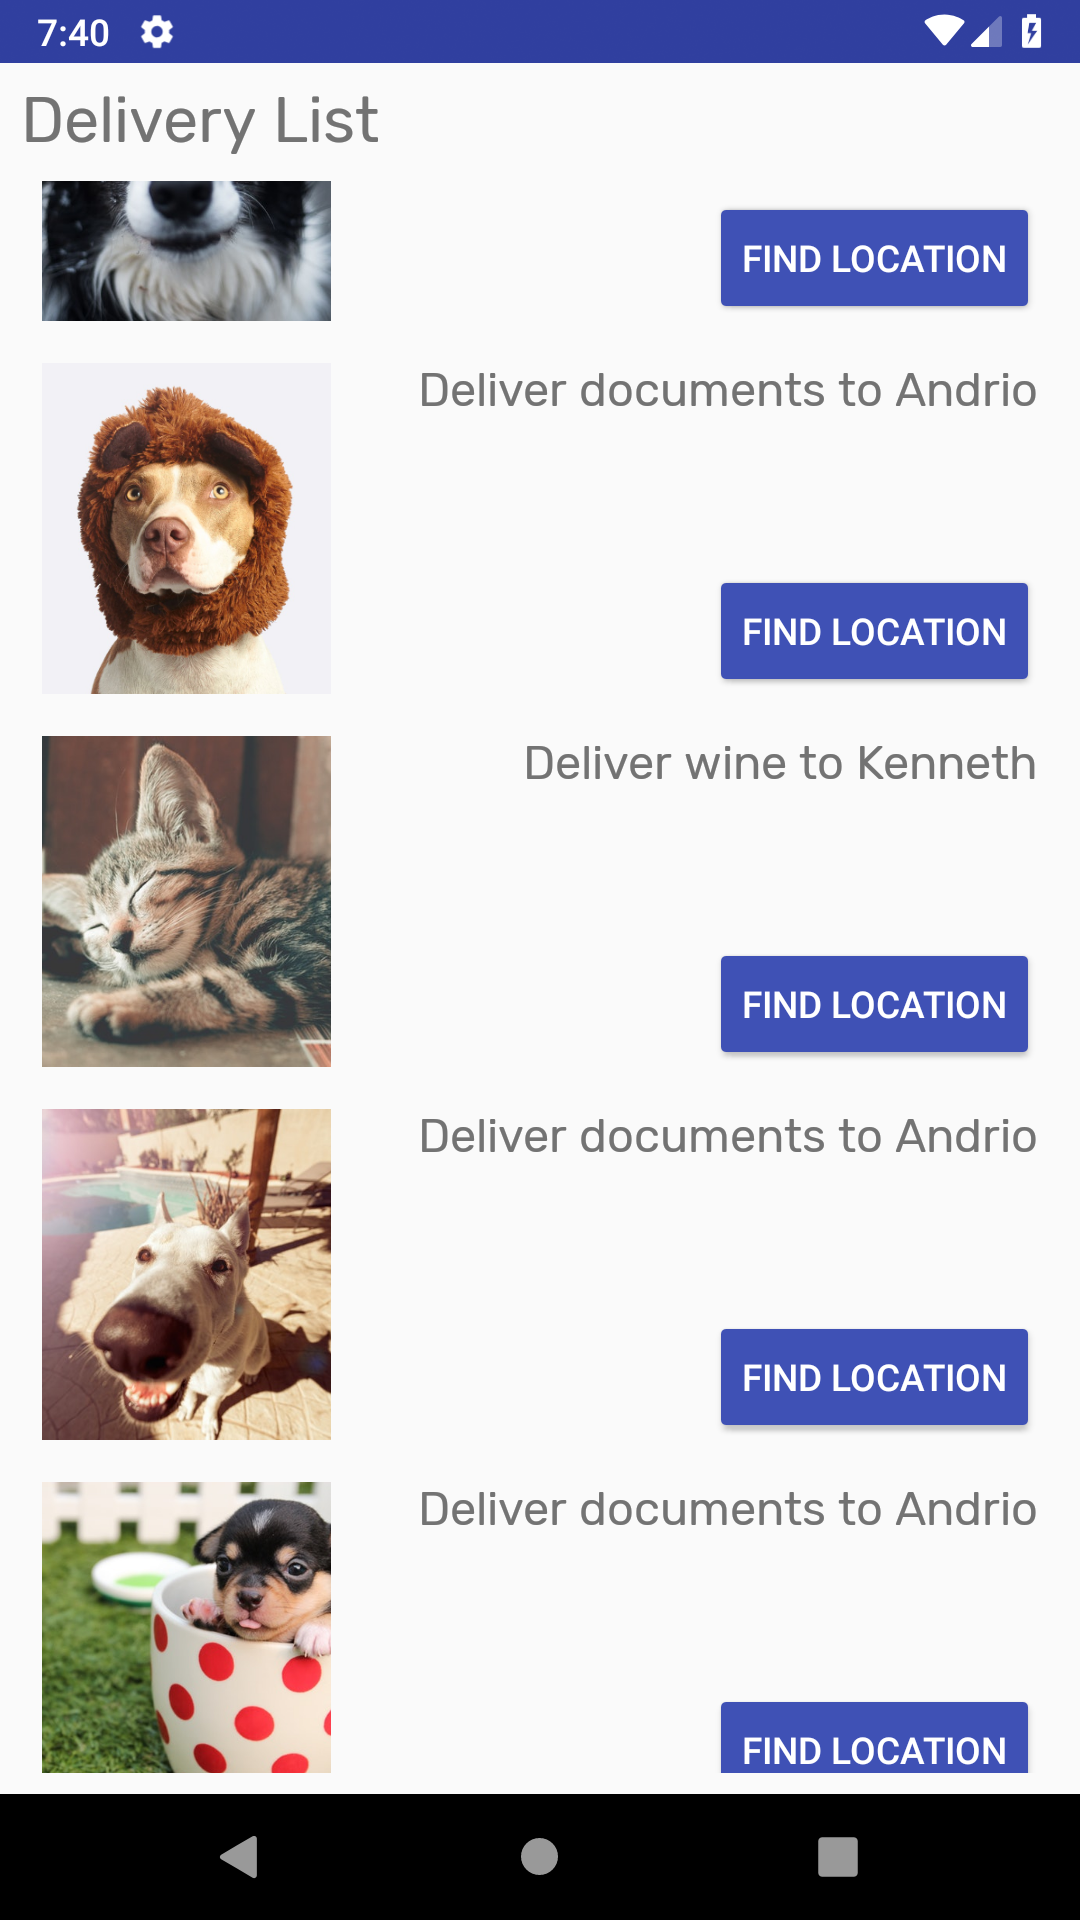 7:40
Delivery List
FIND LOCATION
Deliver documents to Andrio
FIND LOCATION
Deliver wine to Kenneth
FIND LOCATION
Deliver documents to Andrio
FIND LOCATION
Deliver documents to Andrio
FIND LOCATION